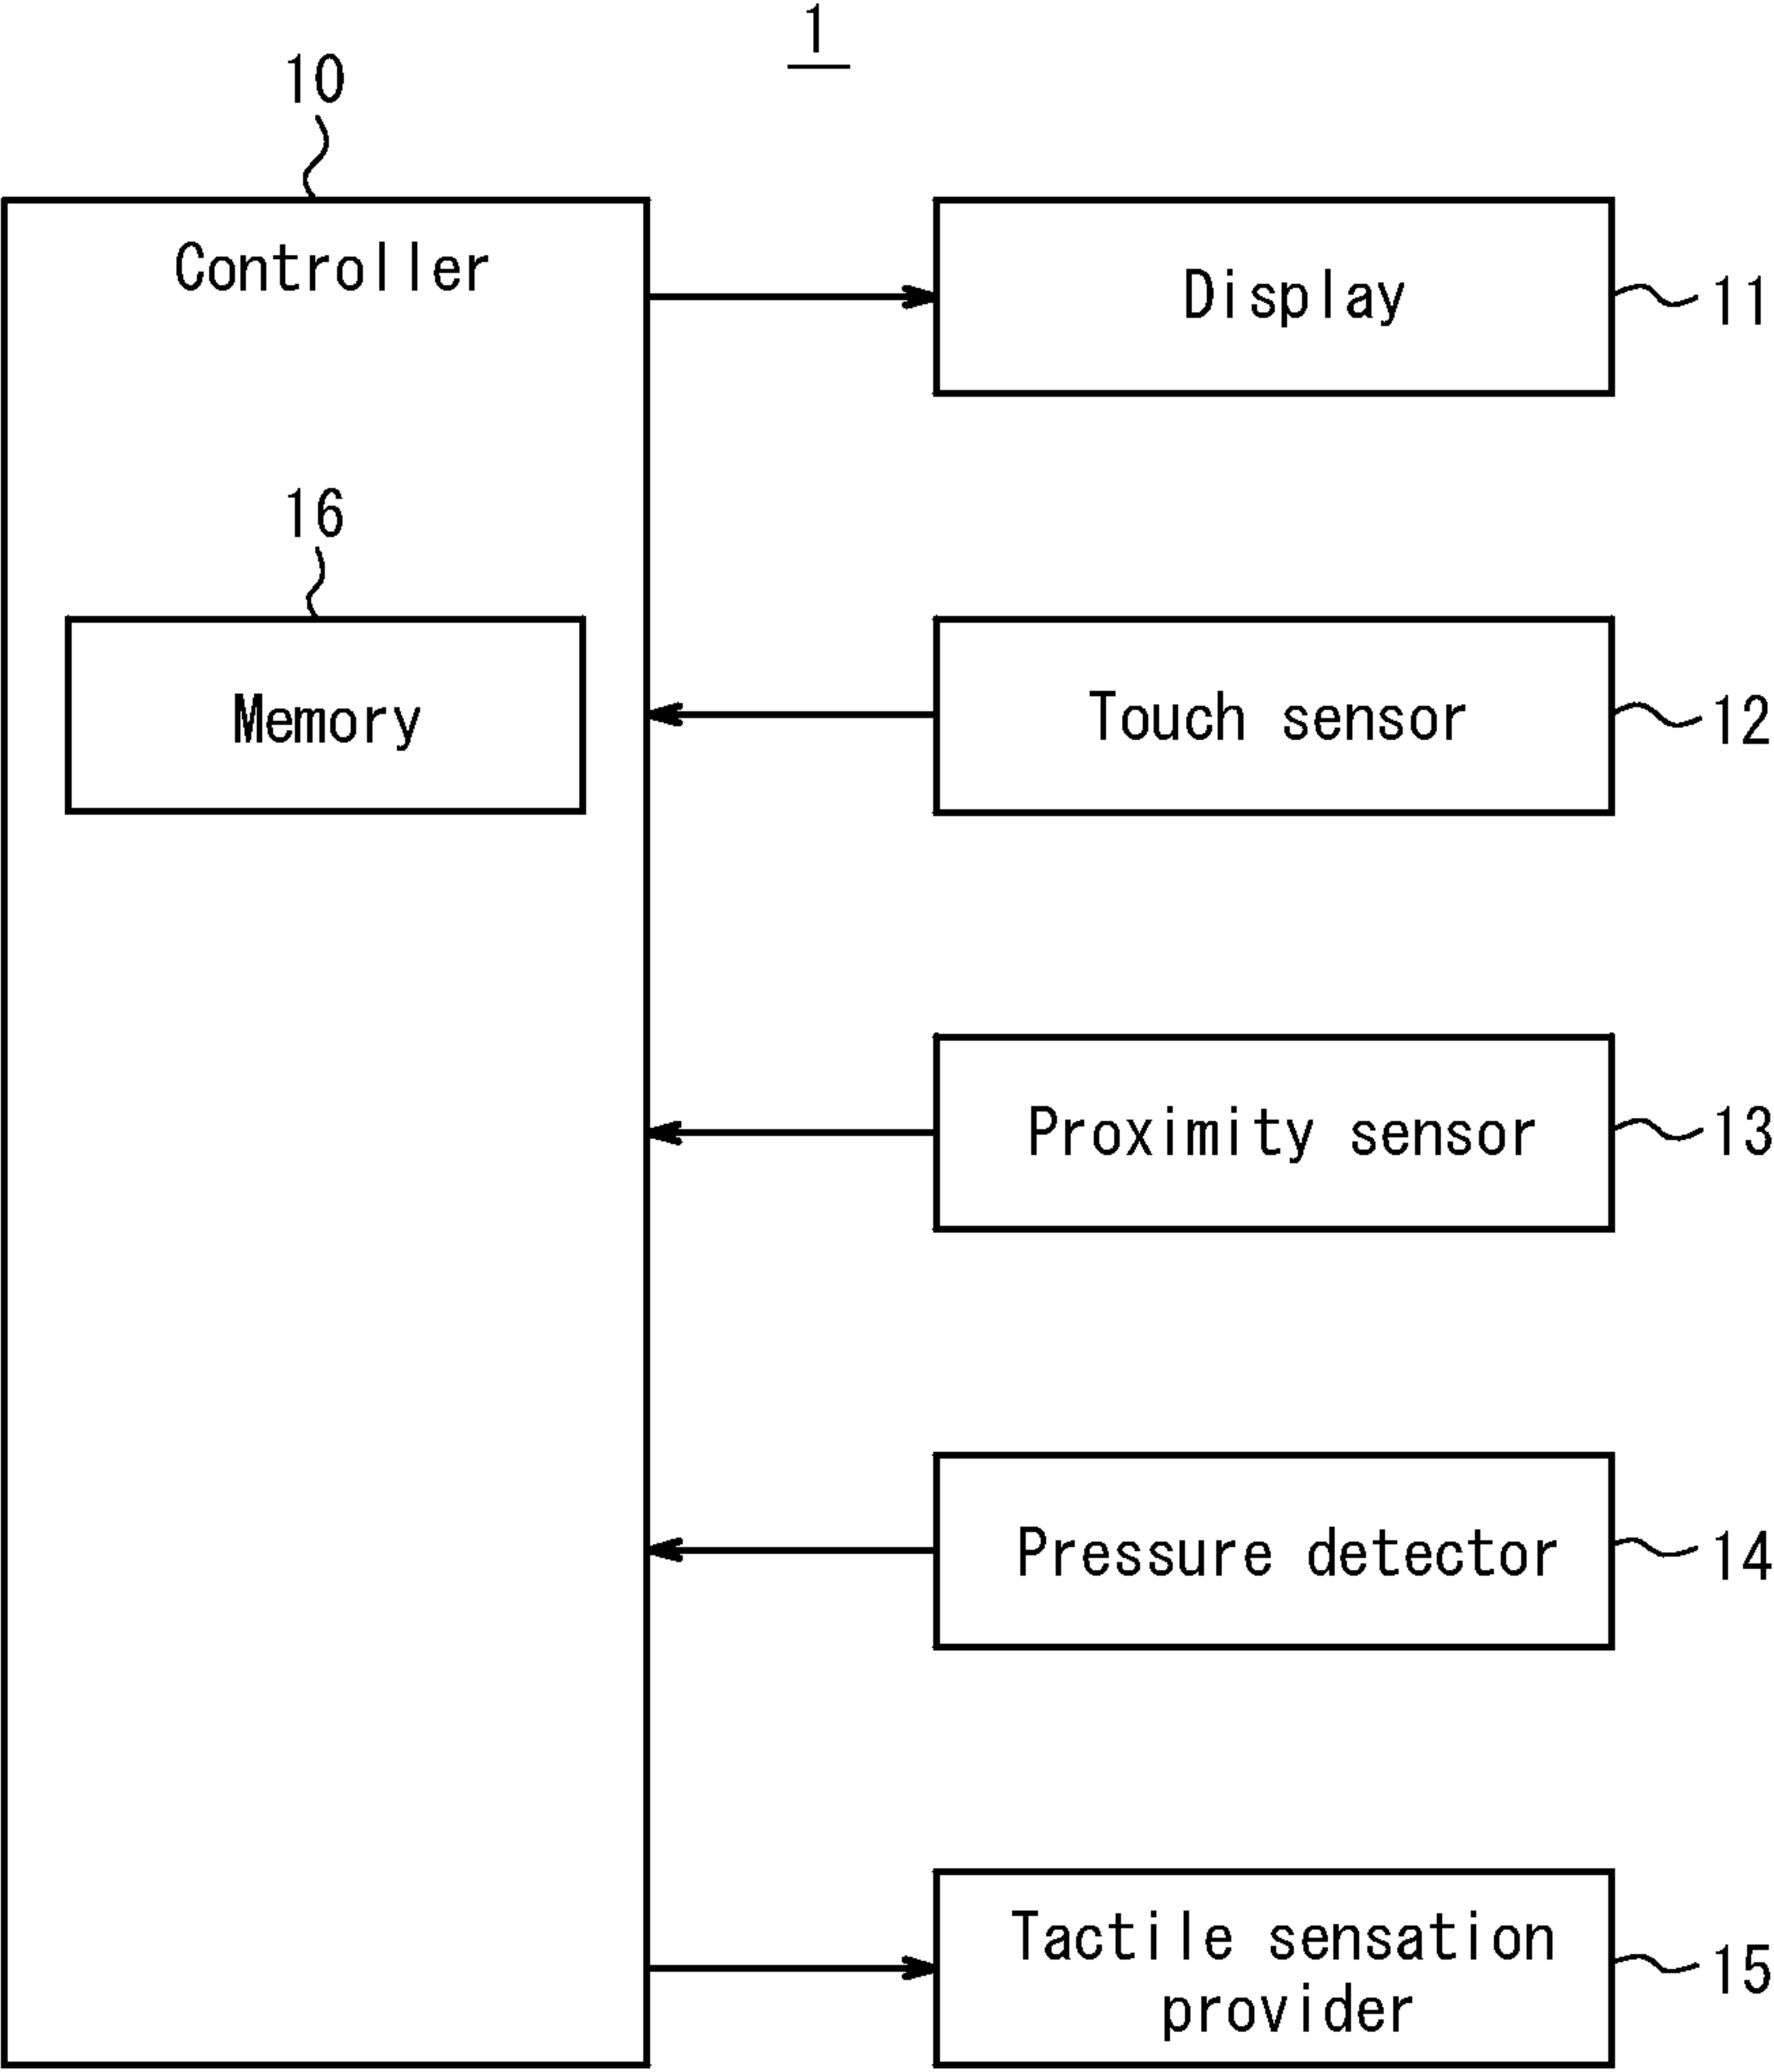 1
10
Controller
Display
11
16
Memory
Touch sensor
12
Proximity sensor
13
Pressure detector
14
Tactile sensation
provider
15